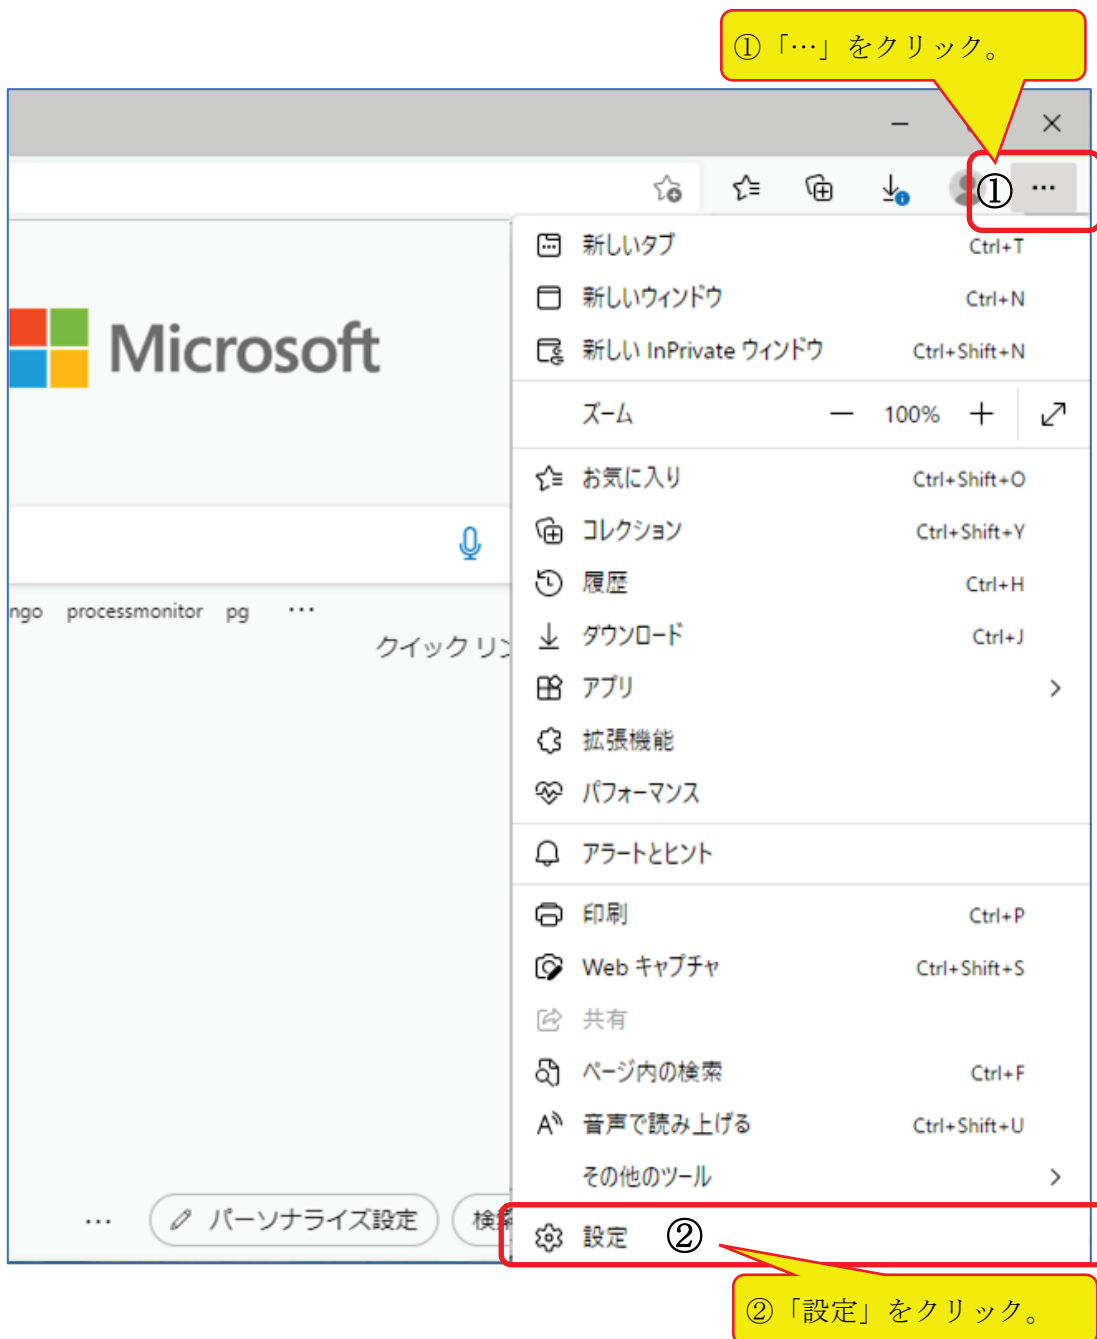 ①「…」をクリック。
①
Microsoft
ngo processmonitor pg …
クイック リン
新しいタブ Ctrl+T
新しいウィンドウ Ctrl+N
新しい InPrivate ウィンドウ Ctrl+Shift+N
ズーム — 100% +
お気に入り Ctrl+Shift+O
コレクション Ctrl+Shift+Y
履歴 Ctrl+H
ダウンロード Ctrl+J
アプリ
拡張機能
パフォーマンス
アラートとヒント
印刷 Ctrl+P
Web キャプチャ Ctrl+Shift+S
共有
ページ内の検索 Ctrl+F
音声で読み上げる Ctrl+Shift+U
その他のツール
… パーソナライズ設定 検索
設定 ②
②「設定」をクリック。